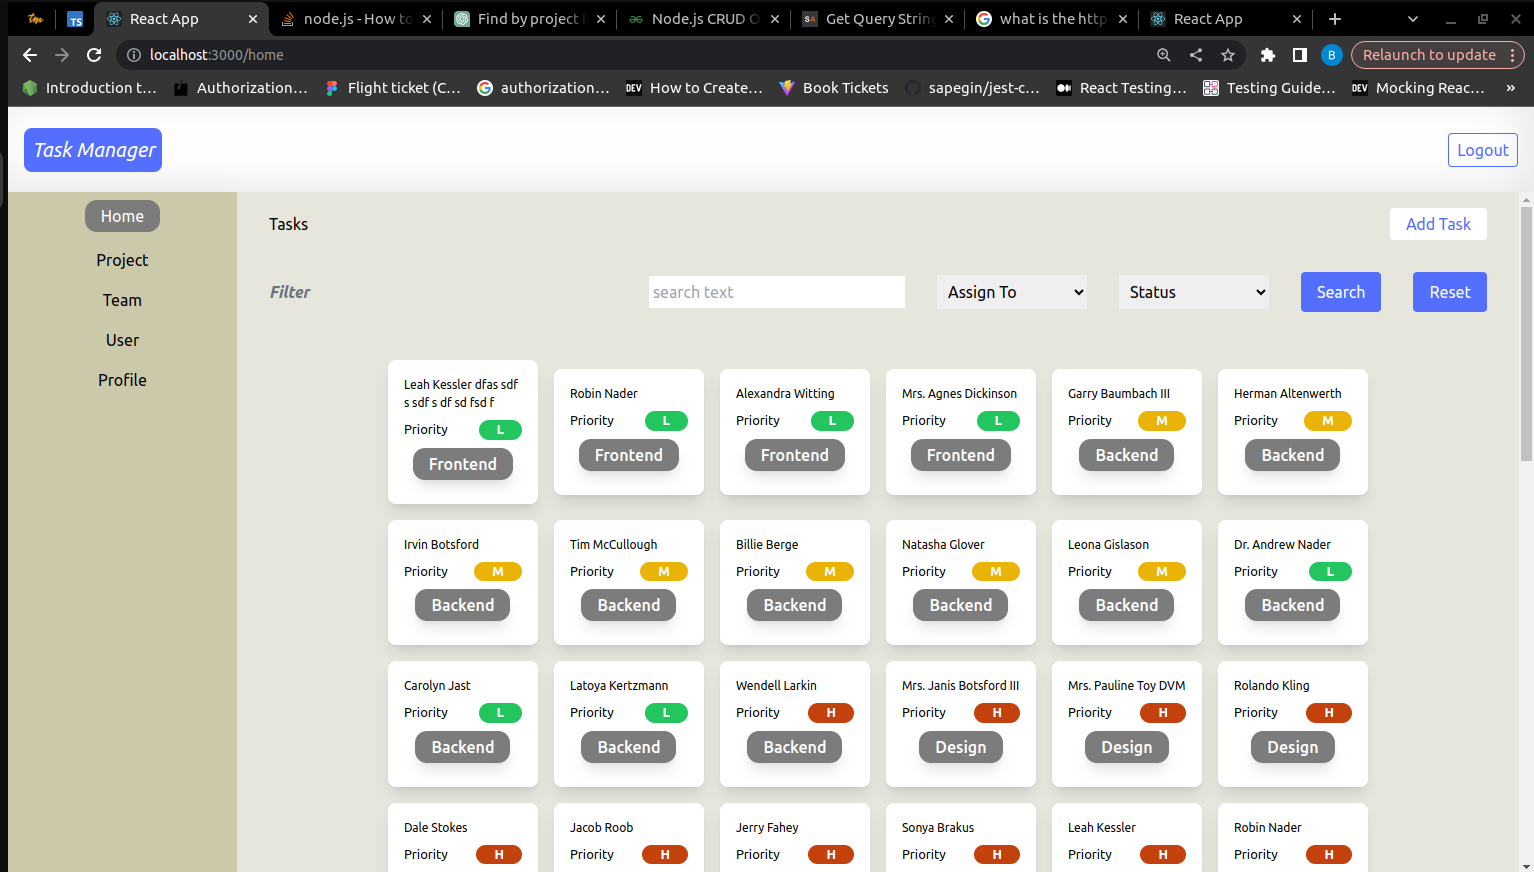 React App node.js - How to Find by project Node.js CRUD O Get Query String what is the http React App
localhost:3000/home B Relaunch to update
TS
Introduction t... Authorization... Flight ticket (C... authorization... DEV How to Create... Book Tickets sapegin/jest-c... React Testing... Testing Guide... DEV Mocking Reac... »
Task Manager Logout
Home
Project
Team
User
Profile
Tasks Add Task
Filter search text Assign To Status Search Reset
Leah Kessler dfas sdf
s sdf s df sd fsd f
Priority L
Frontend
Robin Nader
Priority L
Frontend
Alexandra Witting
Priority L
Frontend
Mrs. Agnes Dickinson
Priority L
Frontend
Garry Baumbach III
Priority M
Backend
Herman Altenwerth
Priority M
Backend
Irvin Botsford
Priority M
Backend
Tim McCullough
Priority M
Backend
Billie Berge
Priority M
Backend
Natasha Glover
Priority M
Backend
Leona Gislason
Priority M
Backend
Dr. Andrew Nader
Priority L
Backend
Carolyn Jast
Priority L
Backend
Latoya Kertzmann
Priority L
Backend
Wendell Larkin
Priority H
Backend
Mrs. Janis Botsford III
Priority H
Design
Mrs. Pauline Toy DVM
Priority H
Design
Rolando Kling
Priority H
Design
Dale Stokes
Priority H
Jacob Roob
Priority H
Jerry Fahey
Priority H
Sonya Brakus
Priority H
Leah Kessler
Priority H
Robin Nader
Priority H